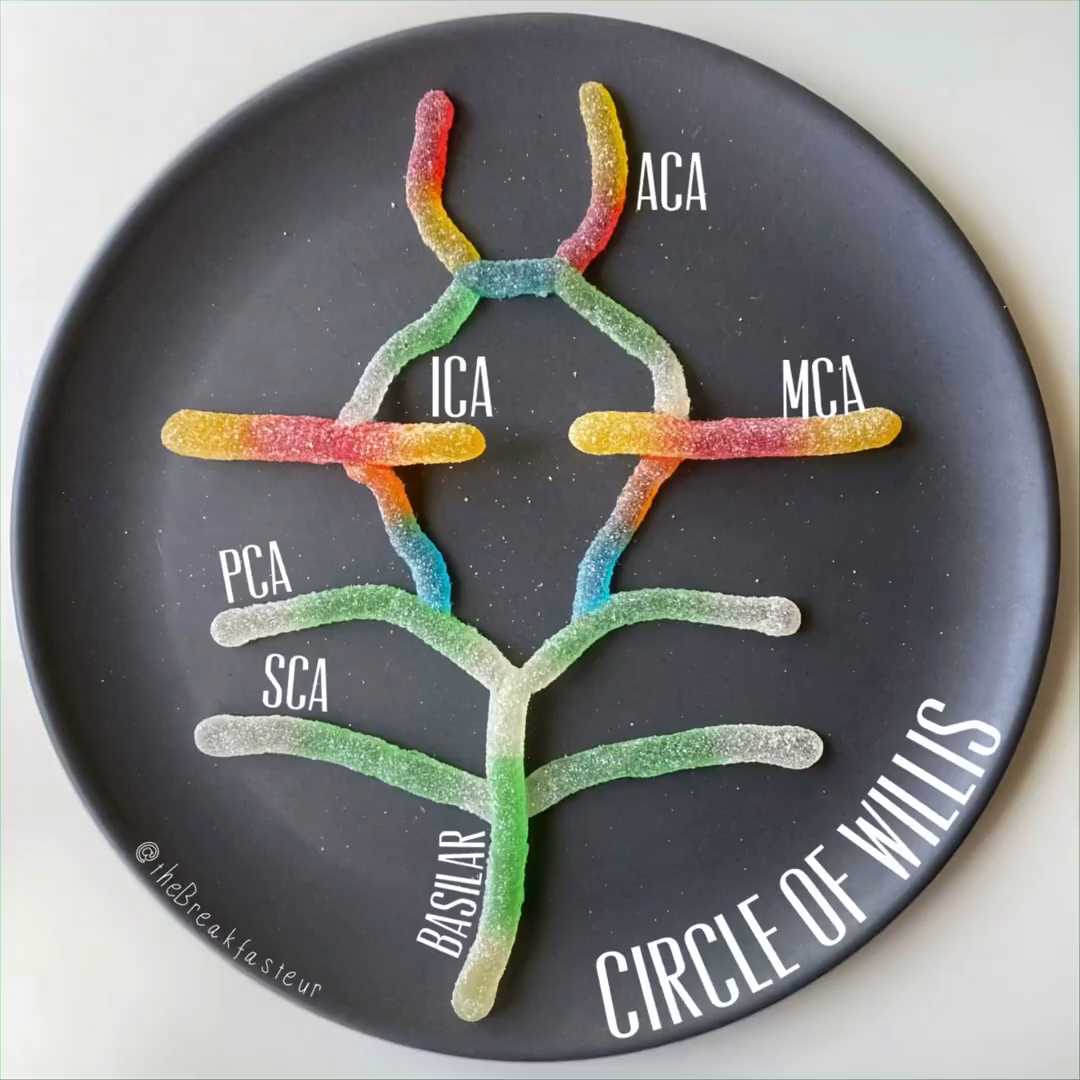 ACA
ICA
MCA
PCA
SCA
BASILAR
CIRCLE OF WILLIS
@theBreakfasteur